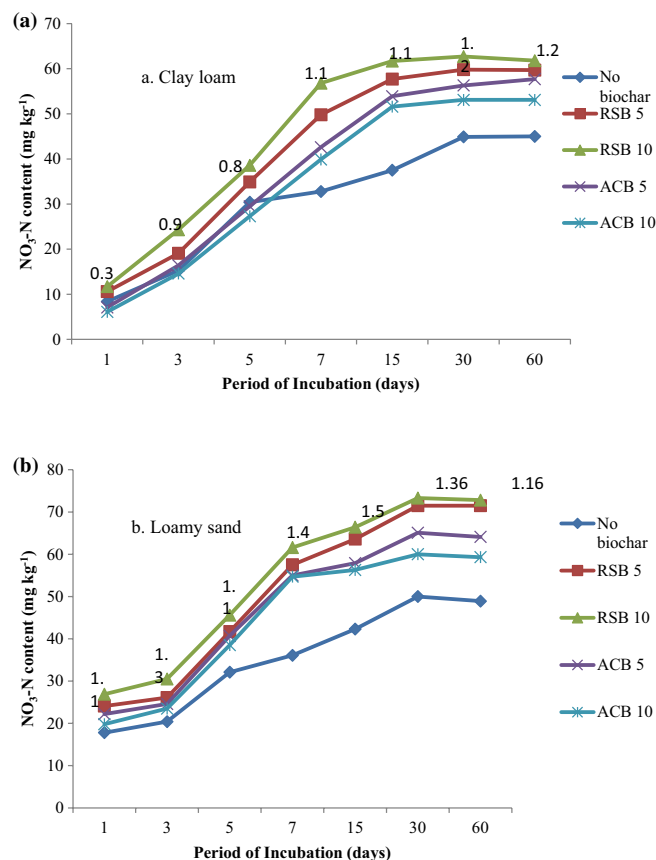 (a)
70
60
50
40
30
20
10
0
NO3-N content (mg kg-1)
a. Clay loam
0.3
0.9
0.8
1.1
1.1
1.
2
1.2
1 3 5 7 15 30 60
Period of Incubation (days)
No
biochar
RSB 5
RSB 10
ACB 5
ACB 10
(b)
80
70
60
50
40
30
20
10
0
NO3-N content (mg kg-1)
b. Loamy sand
1.
1
1.
3
1.
1
1.4
1.5
1.36
1.16
1 3 5 7 15 30 60
Period of Incubation (days)
No
biochar
RSB 5
RSB 10
ACB 5
ACB 10